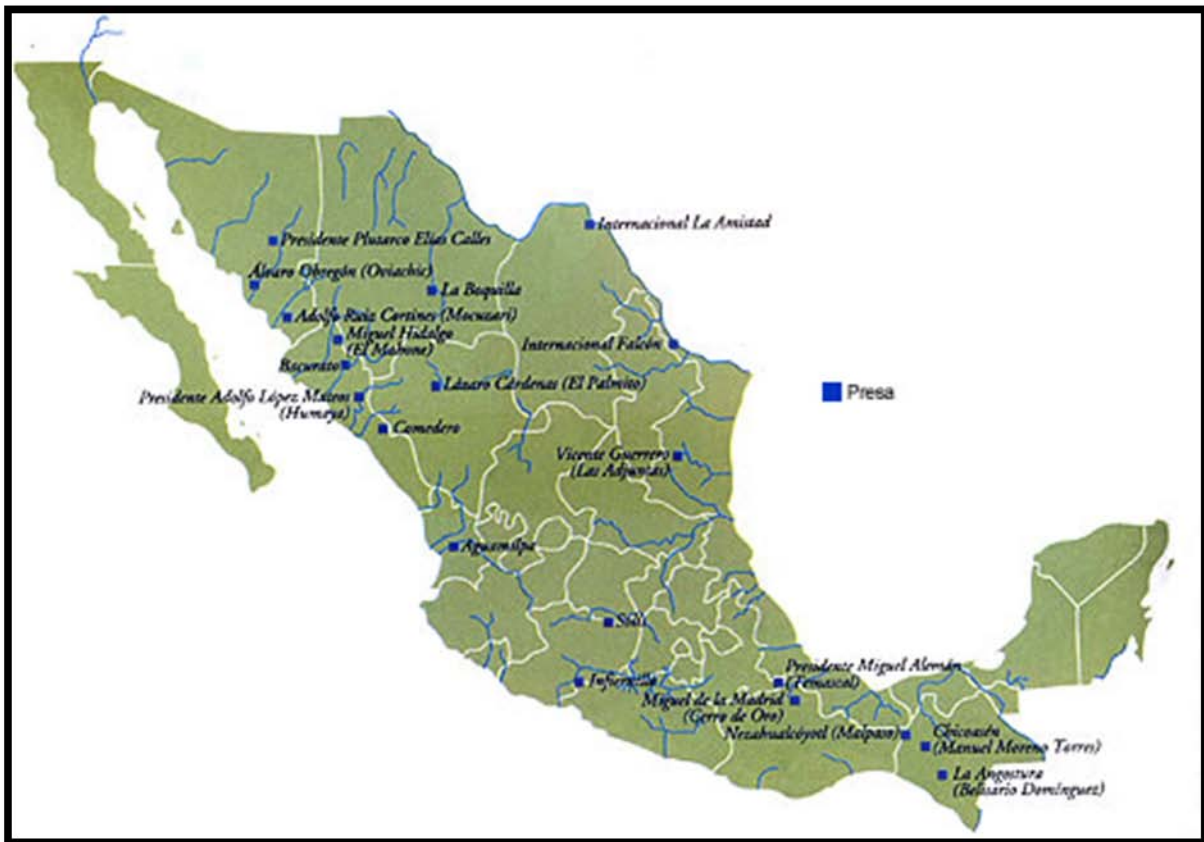 Internacional La Amistad
Presidente Plutarco Elías Calles
Álvaro Obregón (Oviachic)
La Boquilla
Adolfo Ruiz Cortines (Mocuzari)
Miguel Hidalgo
(El Mahone)
Internacional Falcón
Bacurato
Lázaro Cárdenas (El Palmito)
Presidente Adolfo López Mateos
(Humaya)
Presa
Comedero
Vicente Guerrero
(Las Adjuntas)
Aguamilpa
Solís
Infiernillo
Presidente Miguel Alemán
(Temascal)
Miguel de la Madrid
(Cerro de Oro)
Nezahualcóyotl (Malpaso)
Chicoasén
(Manuel Moreno Torres)
La Angostura
(Belisario Domínguez)